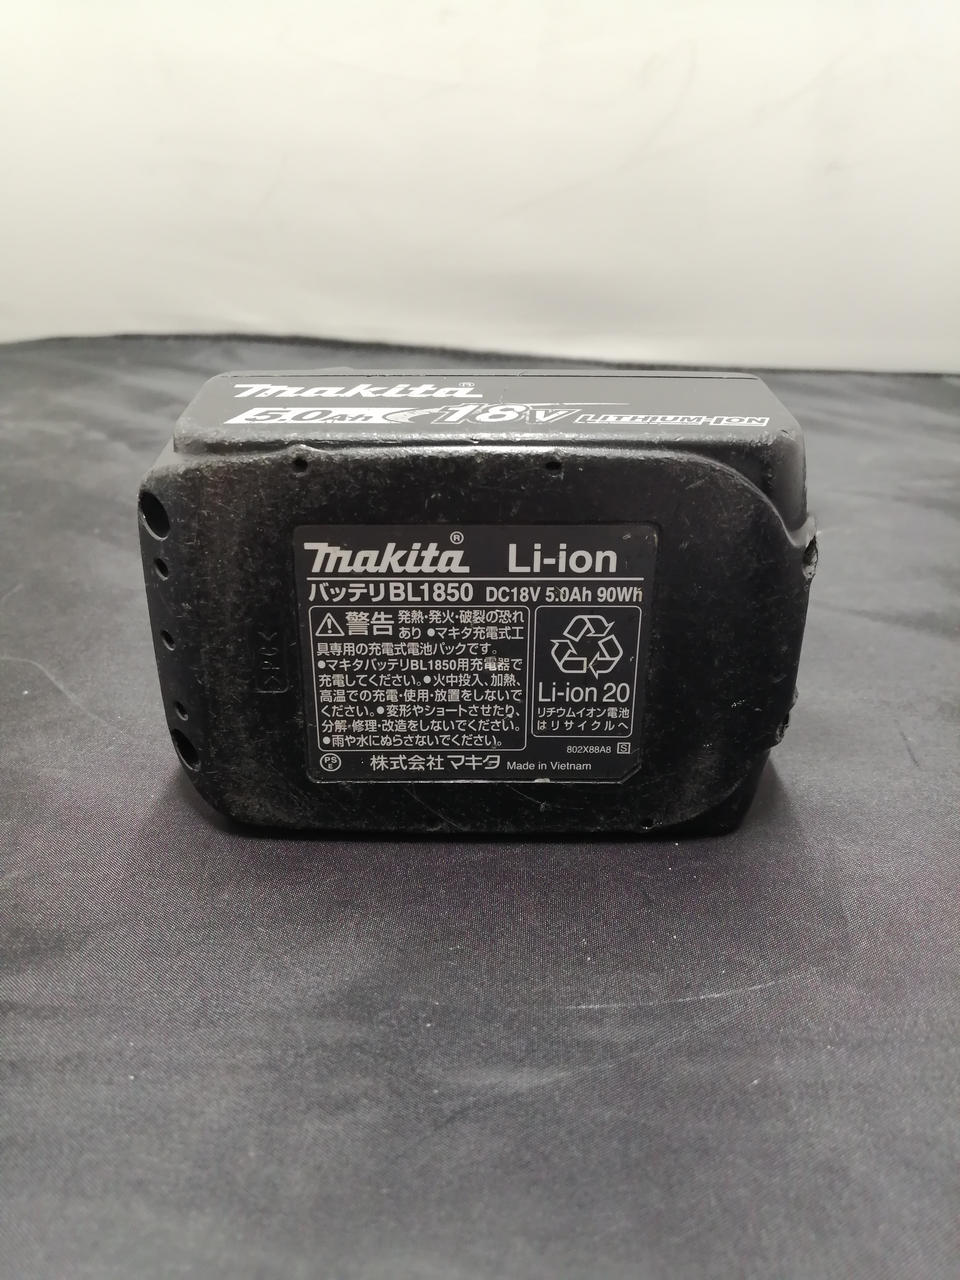 makita®
5.0Ah 18V LITHIUM-ION
makita® Li-ion
バッテリBL1850 DC18V 5.0Ah 90Wh
警告 発熱・発火・破裂の恐れ
あり ●マキタ充電式工
具専用の充電式電池パックです。
●マキタバッテリBL1850用充電器で
充電してください。●火中投入、加熱、
高温での充電・使用・放置をしないで
ください。●変形やショートさせたり、
分解・修理・改造をしないでください。
●雨や水にぬらさないでください。
Li-ion 20
リチウムイオン電池
はリサイクルへ
802X88A8 S
PS
E
株式会社マキタ Made in Vietnam
>PC<